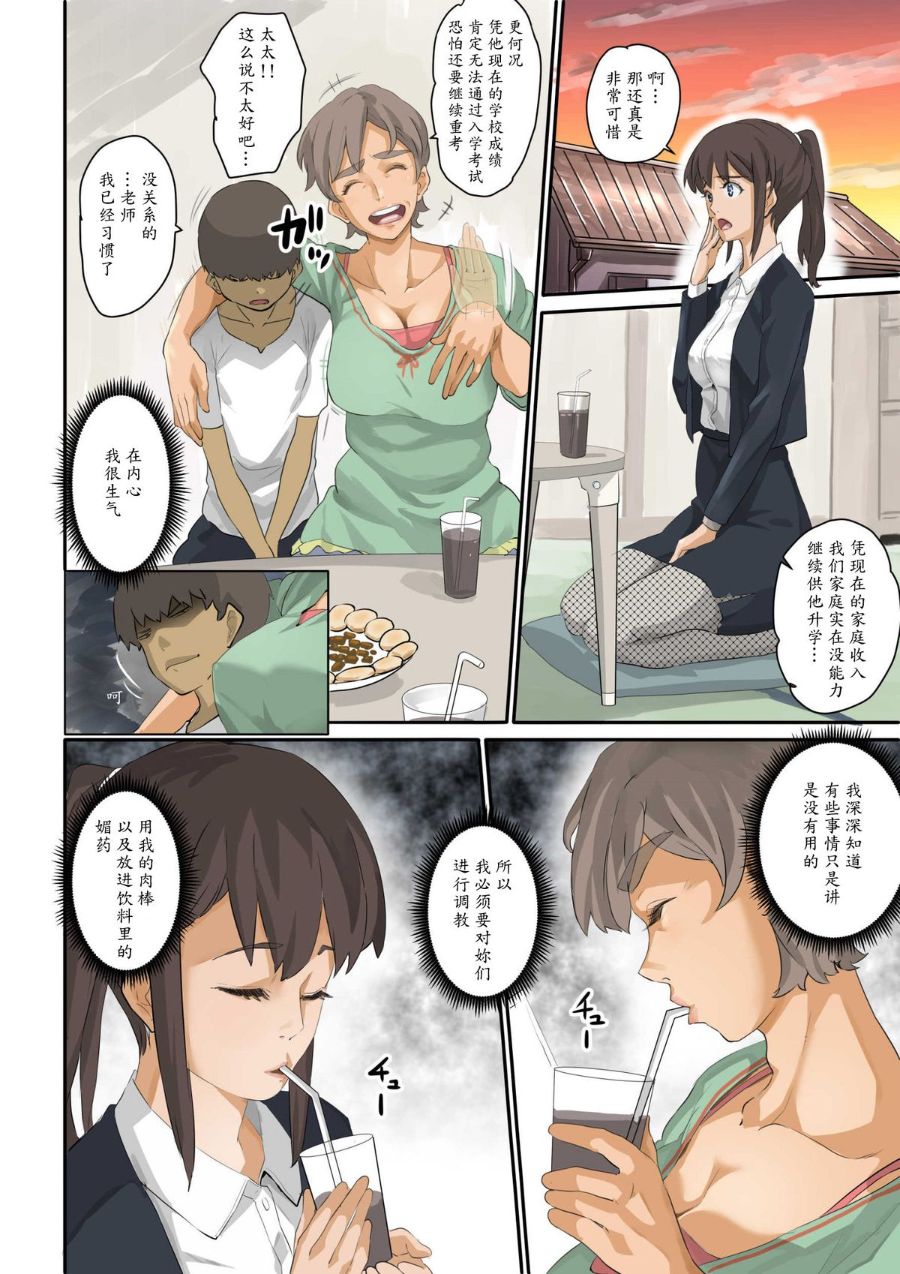 啊…
那还真是
非常可惜
凭现在的家庭收入
我们家庭实在没能力
继续供他升学…
更何况
凭他现在的学校成绩
肯定无法通过入学考试
恐怕还要继续重考
太太!!
这么说不太好吧…
没关系的
…老师
我已经习惯了
ガバッ
在内心
我很生气
呵
我深深知道
有些事情只是讲
是没有用的
所以
我必须要对妳们
进行调教
チュー
用我的肉棒
以及放进饮料里的
媚药
チュー